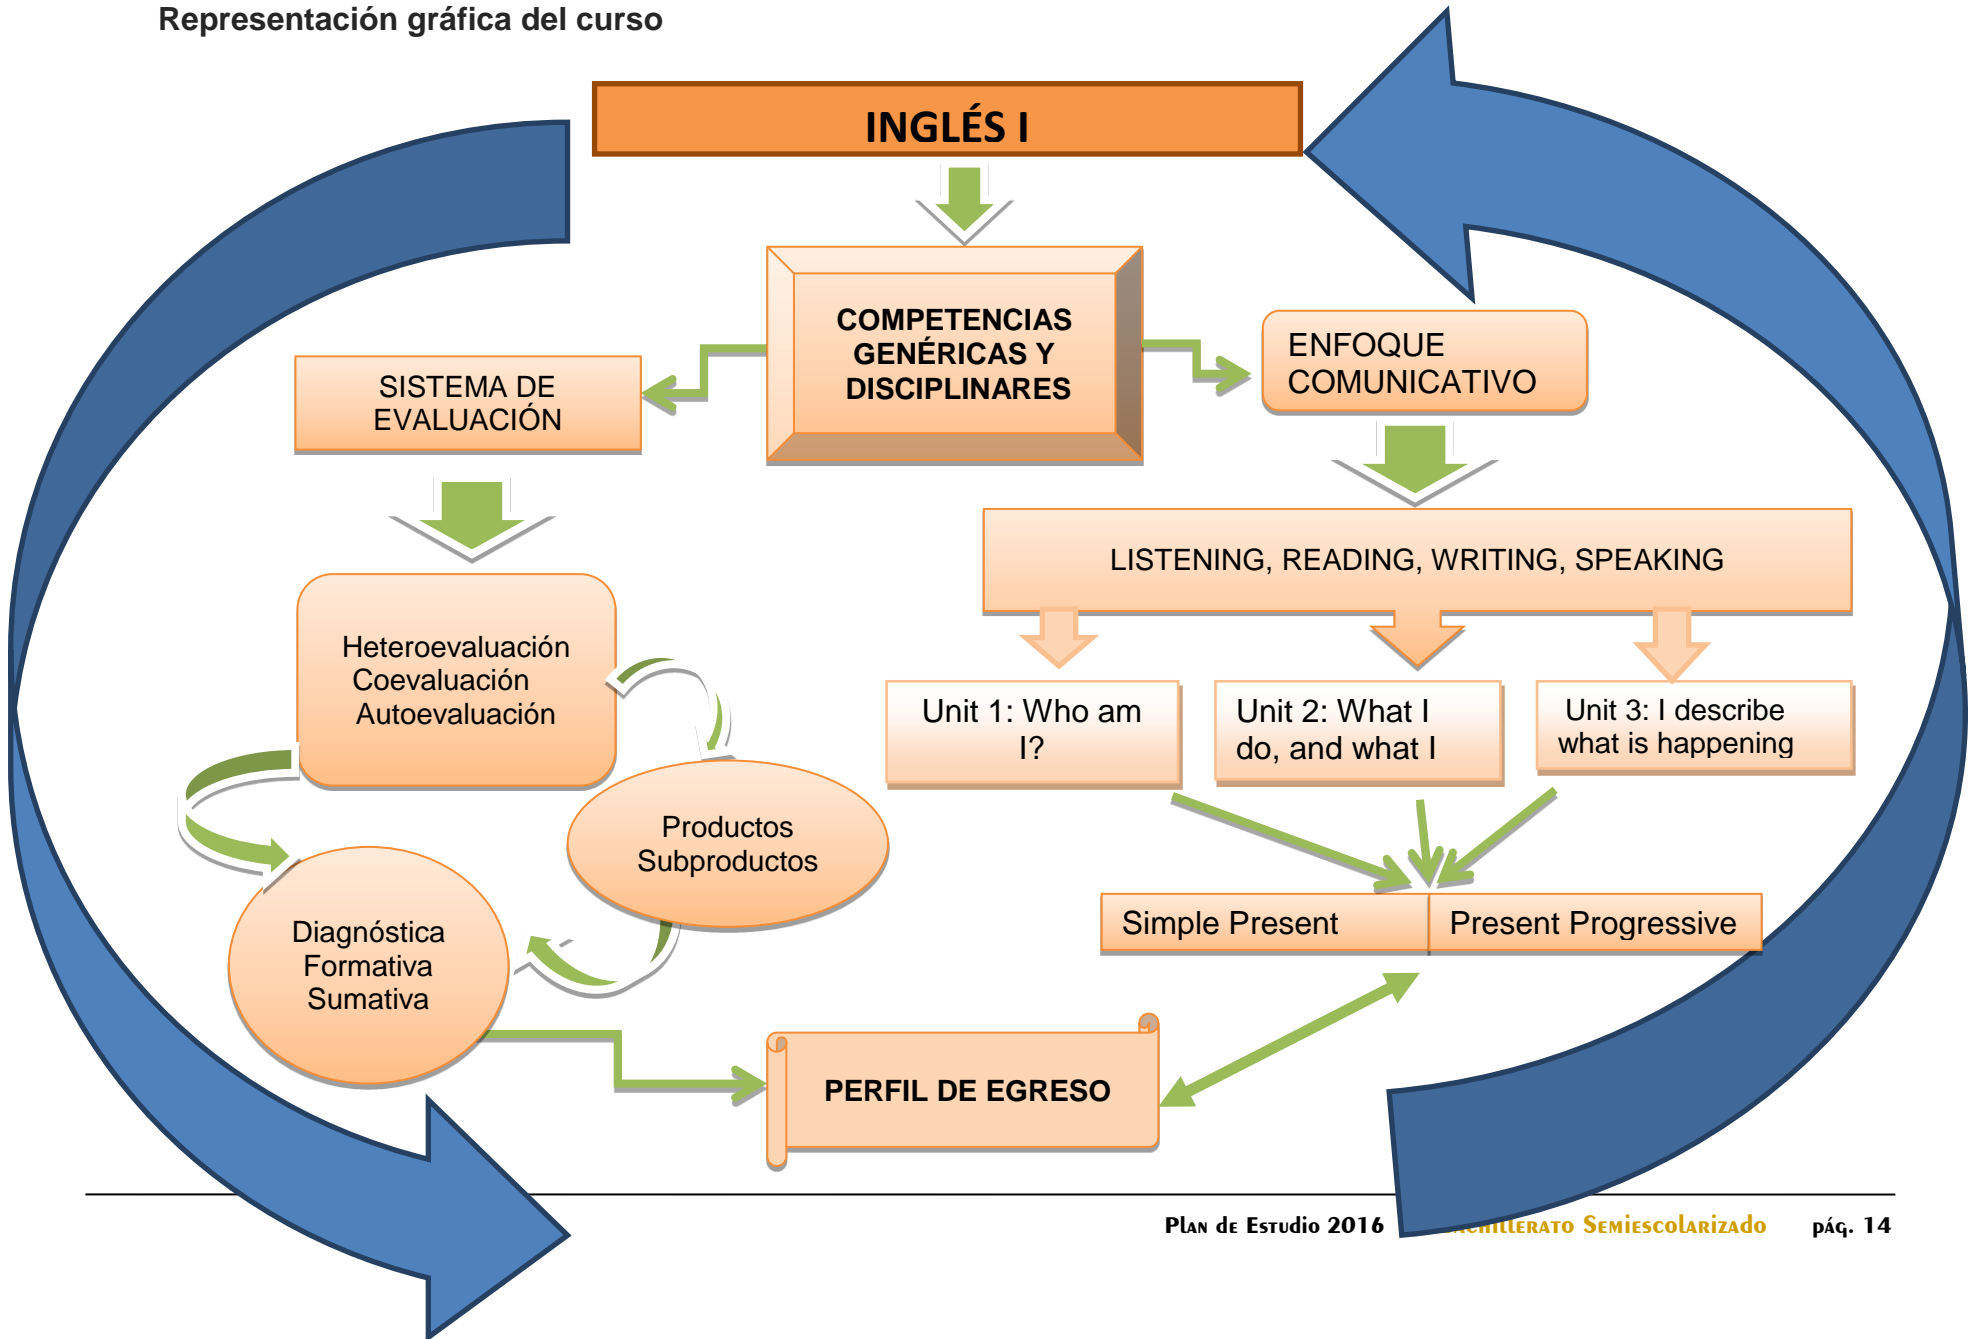 Representación gráfica del curso
INGLÉS I
COMPETENCIAS
GENÉRICAS Y
DISCIPLINARES
SISTEMA DE
EVALUACIÓN
ENFOQUE
COMUNICATIVO
LISTENING, READING, WRITING, SPEAKING
Heteroevaluación
Coevaluación
Autoevaluación
Unit 1: Who am
I?
Unit 2: What I
do, and what I
Unit 3: I describe
what is happening
Productos
Subproductos
Simple Present
Present Progressive
Diagnóstica
Formativa
Sumativa
PERFIL DE EGRESO
Plan de Estudio 2016 Semiescolarizado pág. 14